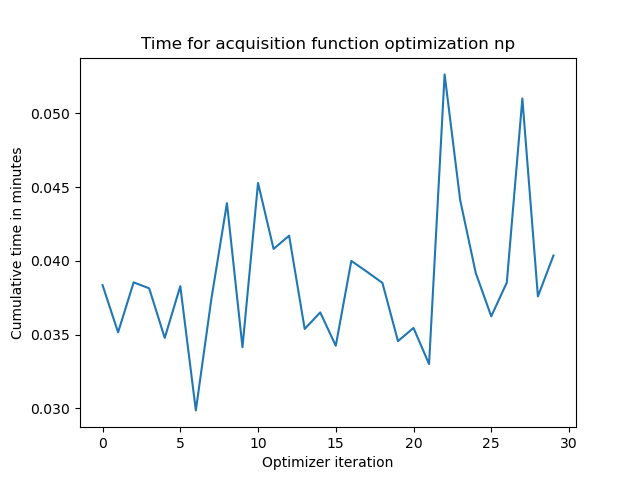 Time for acquisition function optimization np
Cumulative time in minutes
0.050
0.045
0.040
0.035
0.030
0 5 10 15 20 25 30
Optimizer iteration